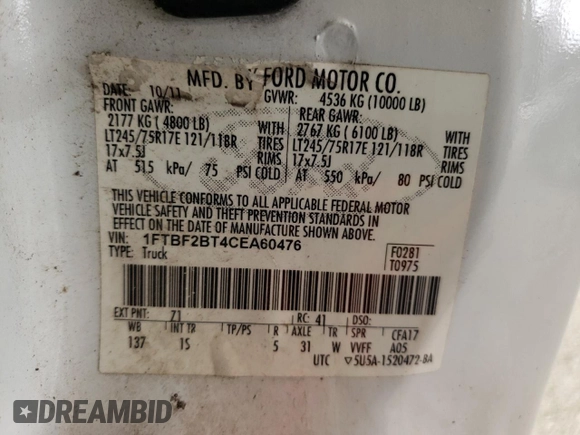 MFD. BY FORD MOTOR CO.
DATE: 10/11 GVWR: 4536 KG (10000 LB)
FRONT GAWR: REAR GAWR:
2177 KG (4800 LB) WITH 2767 KG (6100 LB) WITH
LT245/75R17E 121/118R TIRES LT245/75R17E 121/118R TIRES
17x7.5J RIMS 17x7.5J RIMS
AT 515 kPa/ 75 PSI COLD AT 550 kPa/ 80 PSI COLD
THIS VEHICLE CONFORMS TO ALL APPLICABLE FEDERAL MOTOR
VEHICLE SAFETY AND THEFT PREVENTION STANDARDS IN
EFFECT ON THE DATE OF MANUFACTURE SHOWN ABOVE
VIN: 1FTBF2BT4CEA60476
TYPE: Truck
F0281
T0975
EXT PNT: Z1 RC: 41 DSO:
WB INT TR TP/PS R AXLE TR SPR CFA17
137 IS 5 31 W VVFF A05
UTC ▽5U5A-1520472-8A
DREAMBID